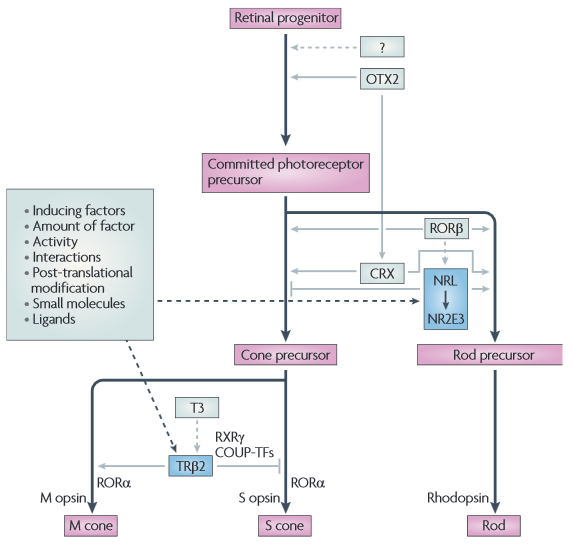 Retinal progenitor
?
OTX2
Committed photoreceptor
precursor
• Inducing factors
• Amount of factor
• Activity
• Interactions
• Post-translational
modification
• Small molecules
• Ligands
RORβ
CRX
NRL
NR2E3
Cone precursor
Rod precursor
T3
RXRγ
COUP-TFs
TRβ2
RORα
RORα
M opsin
S opsin
Rhodopsin
M cone
S cone
Rod